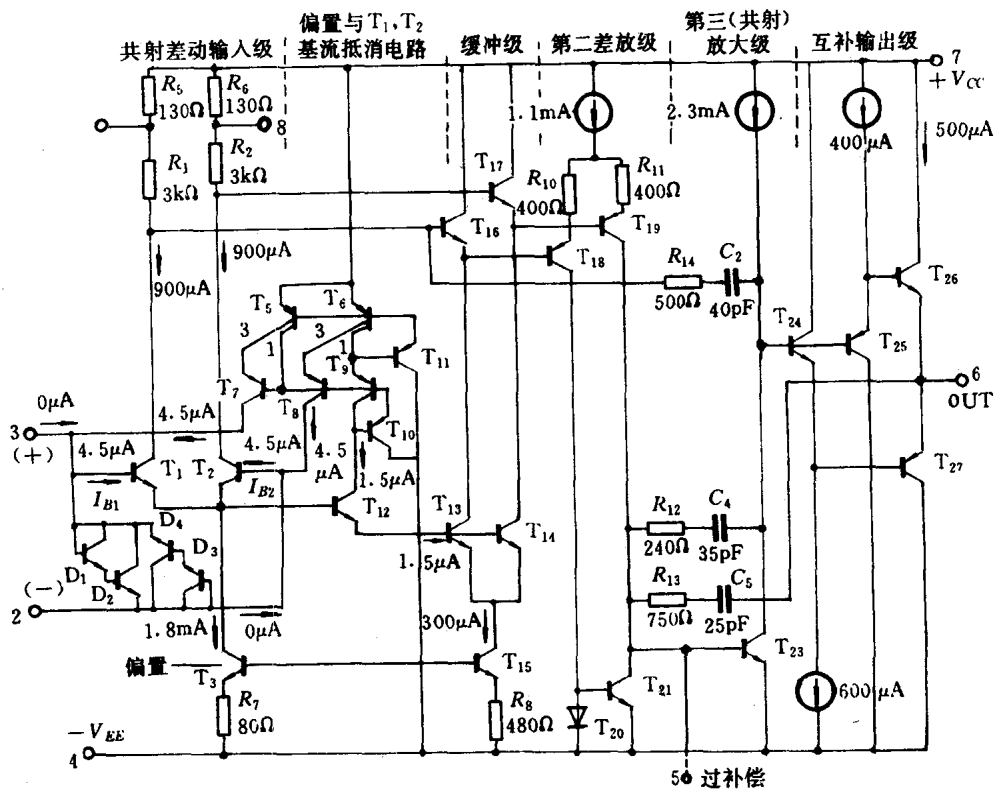 共射差动输入级
偏置与T1,T2
基流抵消电路
缓冲级
第二差放级
第三(共射)
放大级
互补输出级
7
+VCC
R5
130Ω
R6
130Ω
8
1.1mA
2.3mA
400μA
500μA
R1
3kΩ
R2
3kΩ
T17
R10
400Ω
R11
400Ω
T16
T19
T18
900μA
900μA
R14
500Ω
C2
40pF
T26
T5
T6
3
3
1
1
T11
T24
T25
T7
T8
T9
T10
6
OUT
0μA
3
(+)
4.5μA
4.5μA
4.5μA
4.5
μA
1.5μA
T1
T2
IB1
IB2
T12
T13
T14
T27
D4
D3
D1
D2
1.5μA
R12
240Ω
C4
35pF
R13
750Ω
C5
25pF
(-)
2
1.8mA
0μA
300μA
偏置
T3
T15
T23
R7
80Ω
R8
480Ω
T21
T20
600μA
-VEE
4
5
过补偿